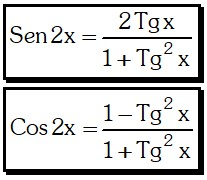 Sen 2x = 2 Tg x / 1 + Tg² x
Cos 2x = 1 − Tg² x / 1 + Tg² x